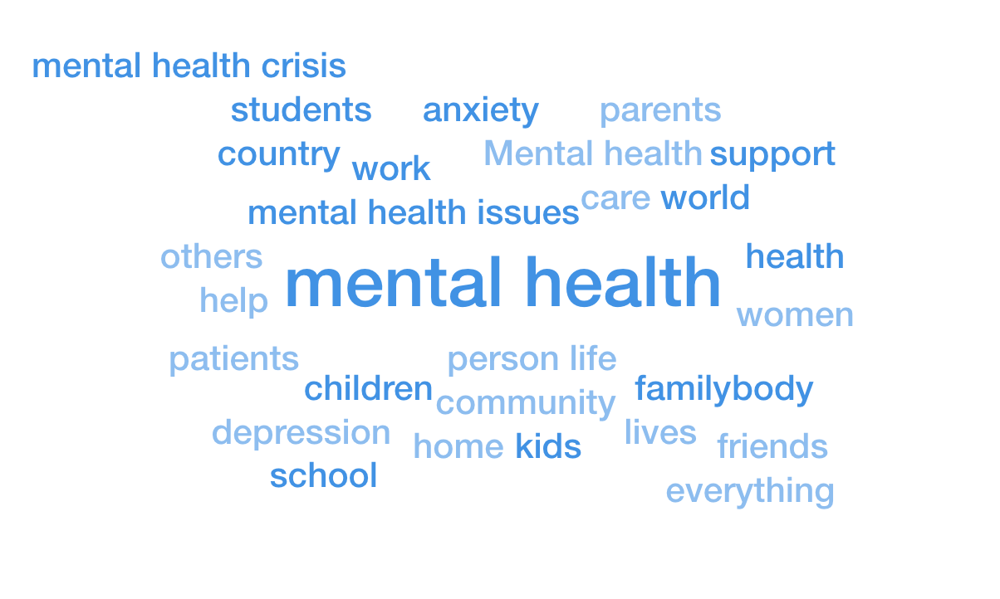 mental health crisis
students anxiety parents
country work Mental health support
mental health issues care world
others mental health health
help women
patients person life
children community familybody
depression home kids lives friends
school everything